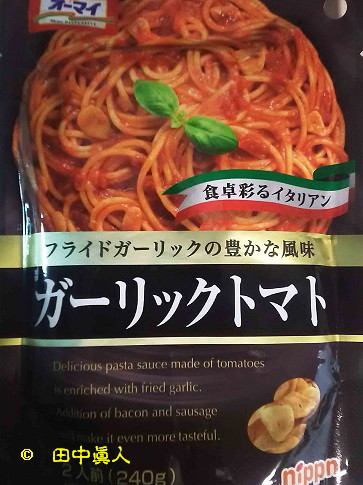 オーマイ
食卓彩るイタリアン
フライドガーリックの豊かな風味
ガーリックトマト
Delicious pasta sauce made of tomatoes
is enriched with fried garlic.
Addition of bacon and sausage
make it even more tasteful.
2人前(240g)
nippn
© 田中眞人